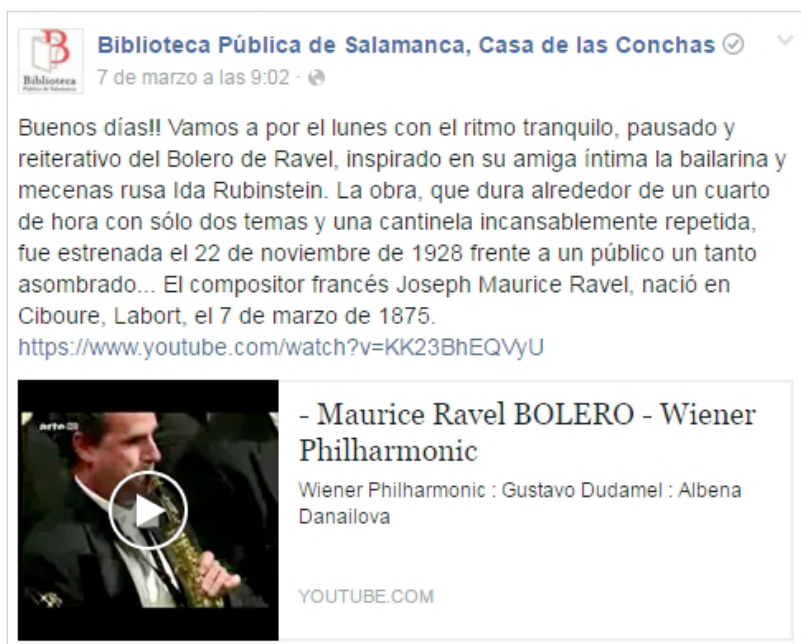 Biblioteca Pública de Salamanca, Casa de las Conchas
7 de marzo a las 9:02 ·
B
Biblioteca
Pública de Salamanca
Buenos días!! Vamos a por el lunes con el ritmo tranquilo, pausado y
reiterativo del Bolero de Ravel, inspirado en su amiga íntima la bailarina y
mecenas rusa Ida Rubinstein. La obra, que dura alrededor de un cuarto
de hora con sólo dos temas y una cantinela incansablemente repetida,
fue estrenada el 22 de noviembre de 1928 frente a un público un tanto
asombrado... El compositor francés Joseph Maurice Ravel, nació en
Ciboure, Labort, el 7 de marzo de 1875.
https://www.youtube.com/watch?v=KK23BhEQVyU
arte
- Maurice Ravel BOLERO - Wiener
Philharmonic
Wiener Philharmonic : Gustavo Dudamel : Albena
Danailova
YOUTUBE.COM